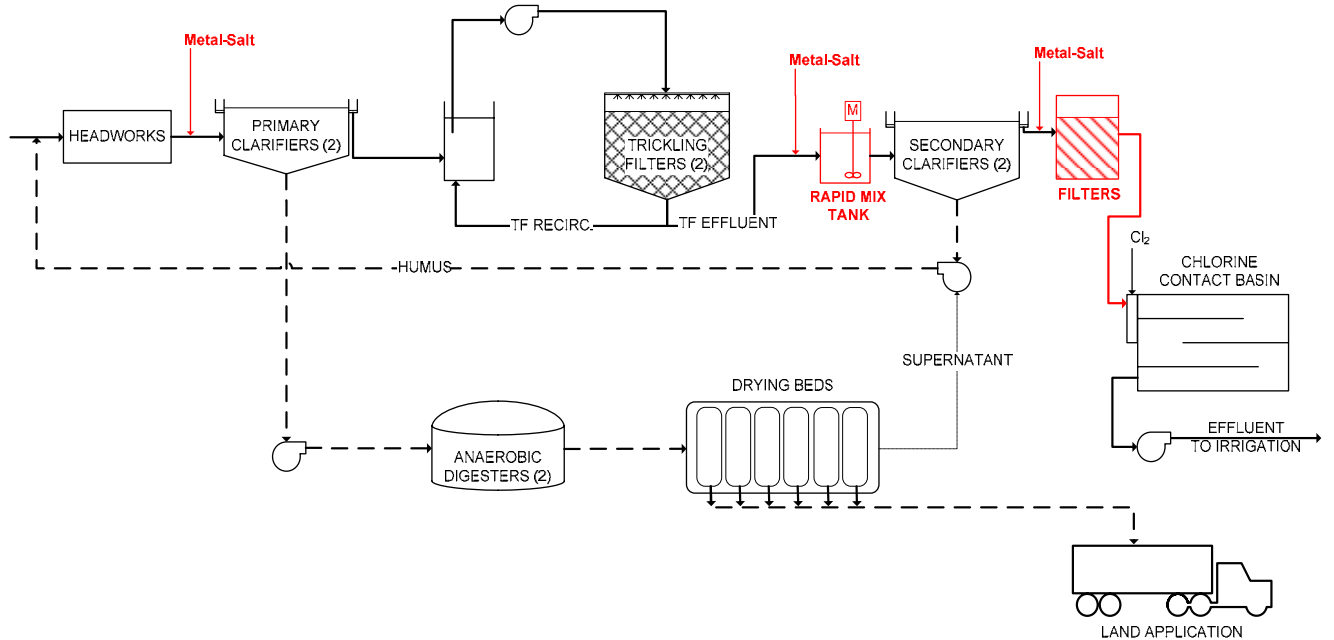 Metal-Salt
HEADWORKS
PRIMARY
CLARIFIERS (2)
TRICKLING
FILTERS (2)
TF RECIRC.
TF EFFLUENT
Metal-Salt
M
RAPID MIX
TANK
SECONDARY
CLARIFIERS (2)
Metal-Salt
FILTERS
Cl₂
CHLORINE
CONTACT BASIN
HUMUS
SUPERNATANT
DRYING BEDS
ANAEROBIC
DIGESTERS (2)
EFFLUENT
TO IRRIGATION
LAND APPLICATION